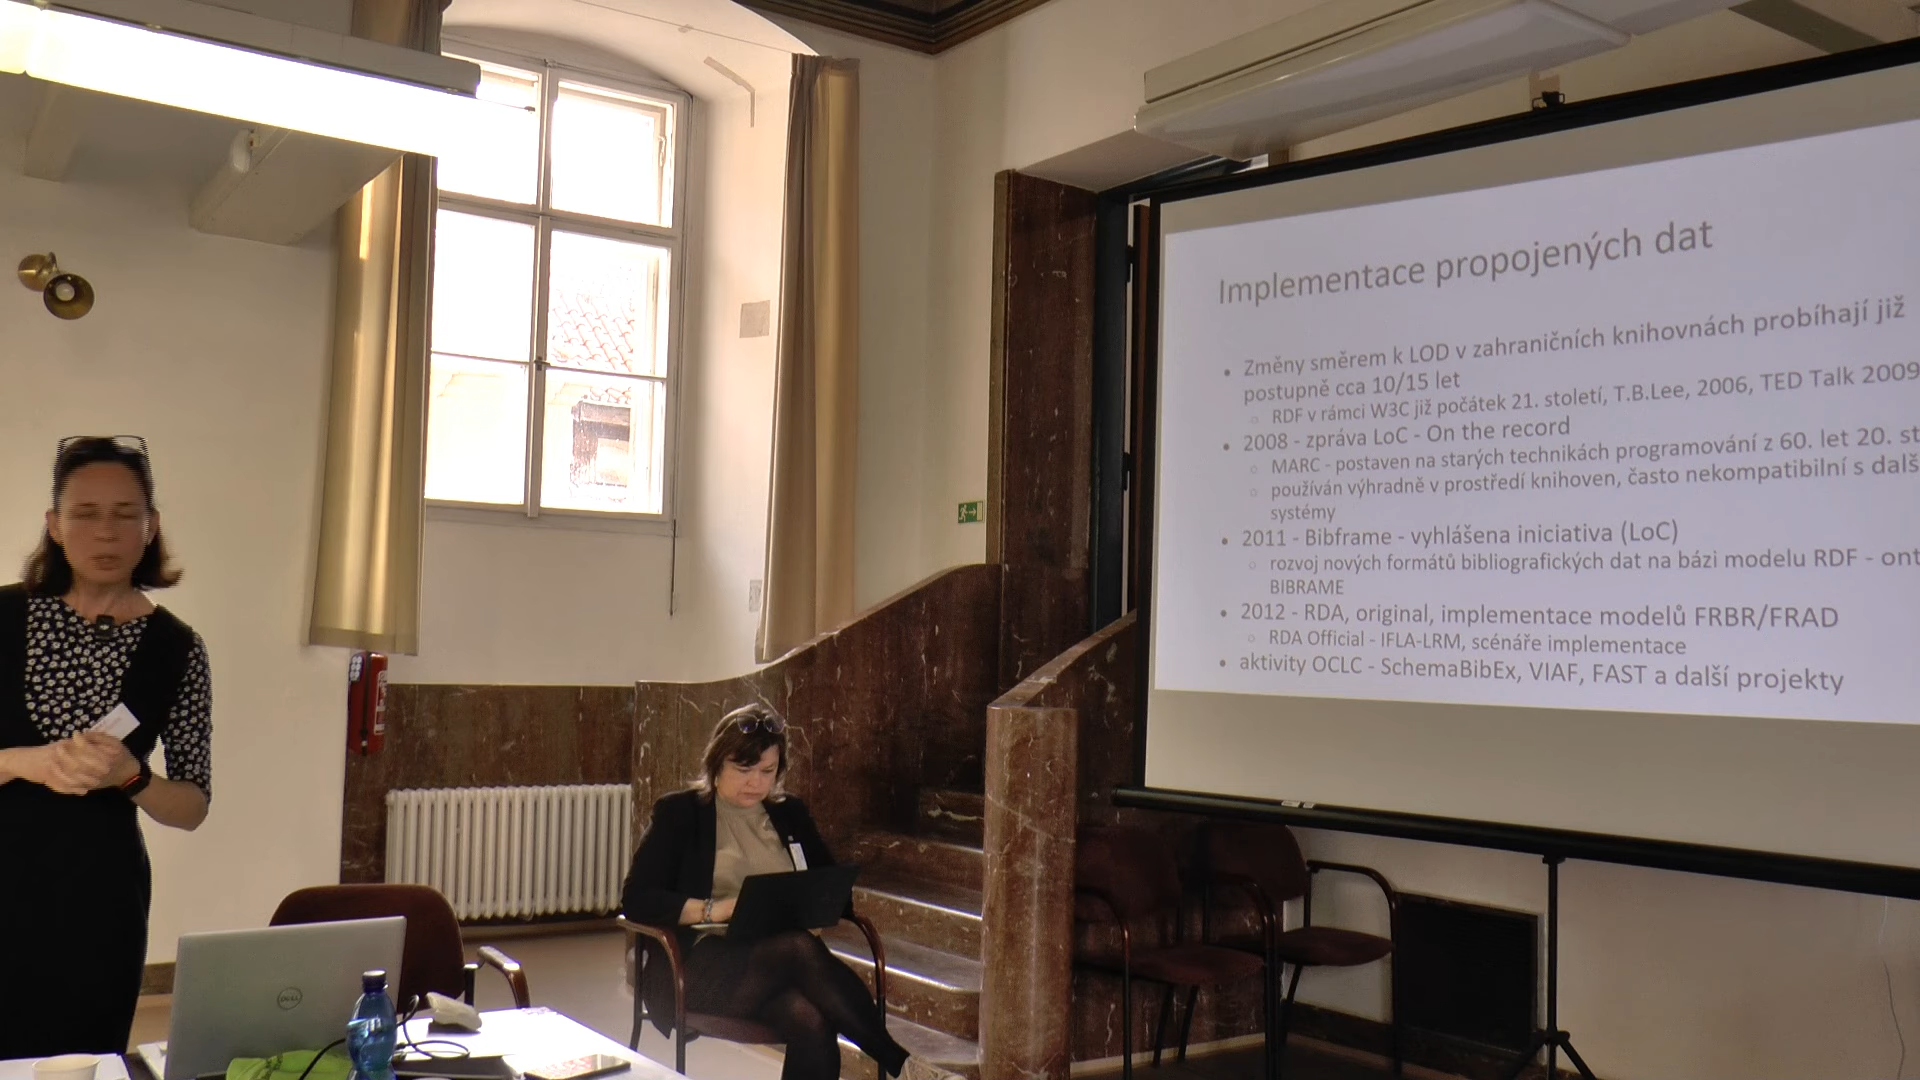 Implementace propojených dat
Změny směrem k LOD v zahraničních knihovnách probíhají již
postupně cca 10/15 let
RDF v rámci W3C již počátek 21. století, T.B.Lee, 2006, TED Talk 2009
2008 - zpráva LoC - On the record
MARC - postaven na starých technikách programování z 60. let 20. st
používán výhradně v prostředí knihoven, často nekompatibilní s dalš
systémy
2011 - Bibframe - vyhlášena iniciativa (LoC)
rozvoj nových formátů bibliografických dat na bázi modelu RDF - ont
BIBRAME
2012 - RDA, original, implementace modelů FRBR/FRAD
RDA Official - IFLA-LRM, scénáře implementace
aktivity OCLC - SchemaBibEx, VIAF, FAST a další projekty
DELL